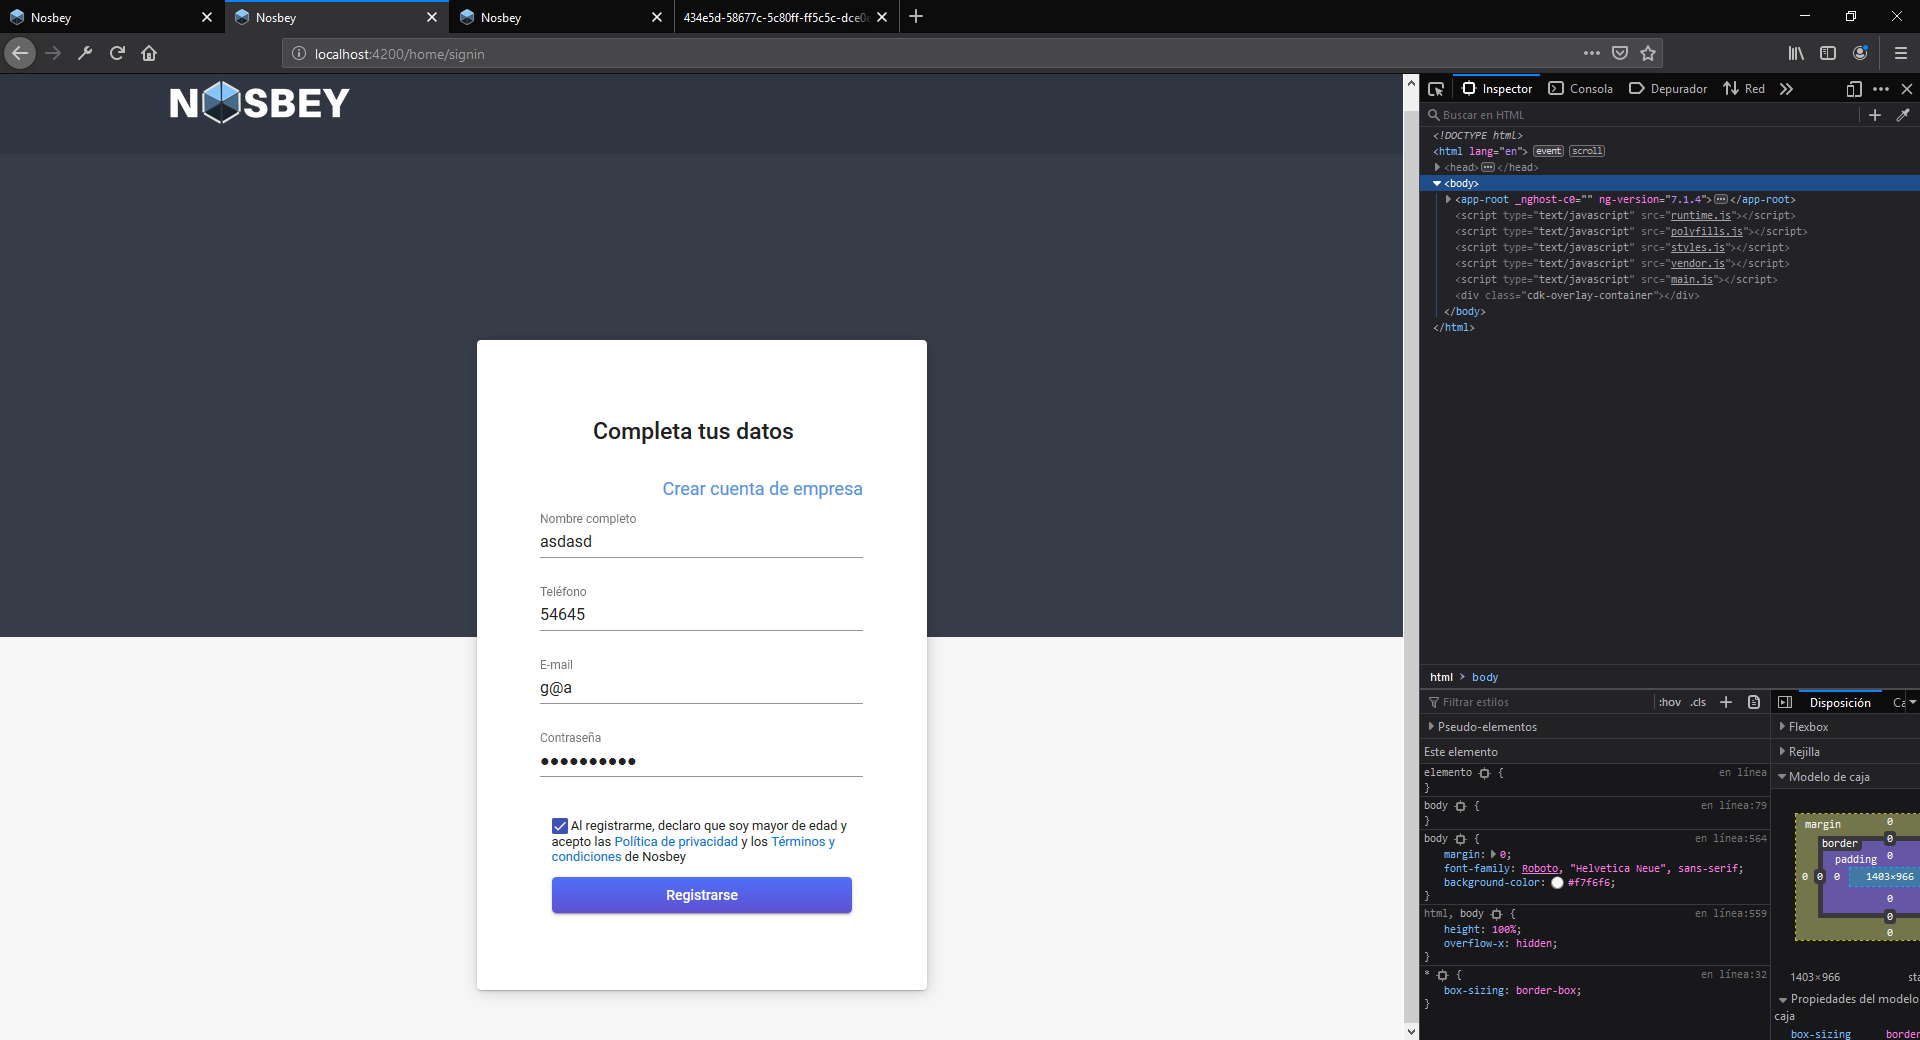 Nosbey
Nosbey
Nosbey
434e5d-58677c-5c80ff-ff5c5c-dce0e
localhost:4200/home/signin
NOSBEY
Completa tus datos
Crear cuenta de empresa
Nombre completo
asdasd
Teléfono
54645
E-mail
g@a
Contraseña
••••••••••
Al registrarme, declaro que soy mayor de edad y
acepto las Política de privacidad y los Términos y
condiciones de Nosbey
Registrarse
Inspector
Consola
Depurador
Red
Buscar en HTML
<!DOCTYPE html>
<html lang="en"> event scroll
<head>···</head>
<body>
<app-root _nghost-c0="" ng-version="7.1.4">···</app-root>
<script type="text/javascript" src="runtime.js"></script>
<script type="text/javascript" src="polyfills.js"></script>
<script type="text/javascript" src="styles.js"></script>
<script type="text/javascript" src="vendor.js"></script>
<script type="text/javascript" src="main.js"></script>
<div class="cdk-overlay-container"></div>
</body>
</html>
html > body
Filtrar estilos
:hov .cls
Pseudo-elementos
Este elemento
elemento { en línea
}
body { en línea:79
}
body { en línea:564
margin: 0;
font-family: Roboto, "Helvetica Neue", sans-serif;
background-color: #f7f6f6;
}
html, body { en línea:559
height: 100%;
overflow-x: hidden;
}
* { en línea:32
box-sizing: border-box;
}
Disposición
Ca
Flexbox
Rejilla
Modelo de caja
margin 0
border 0
padding 0
0 0 0 1403×966
0
0
0
1403×966 sta
Propiedades del modelo
caja
box-sizing border